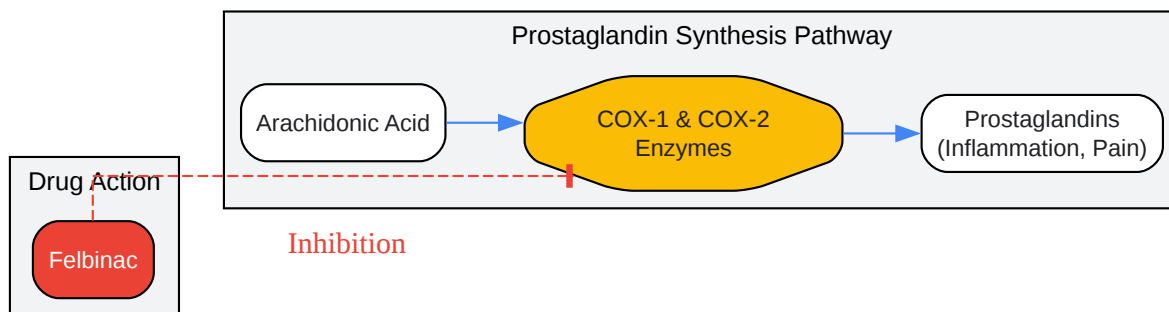 Prostaglandin Synthesis Pathway
Arachidonic Acid
COX-1 & COX-2
Enzymes
Prostaglandins
(Inflammation, Pain)
Drug Action
Felbinac
Inhibition